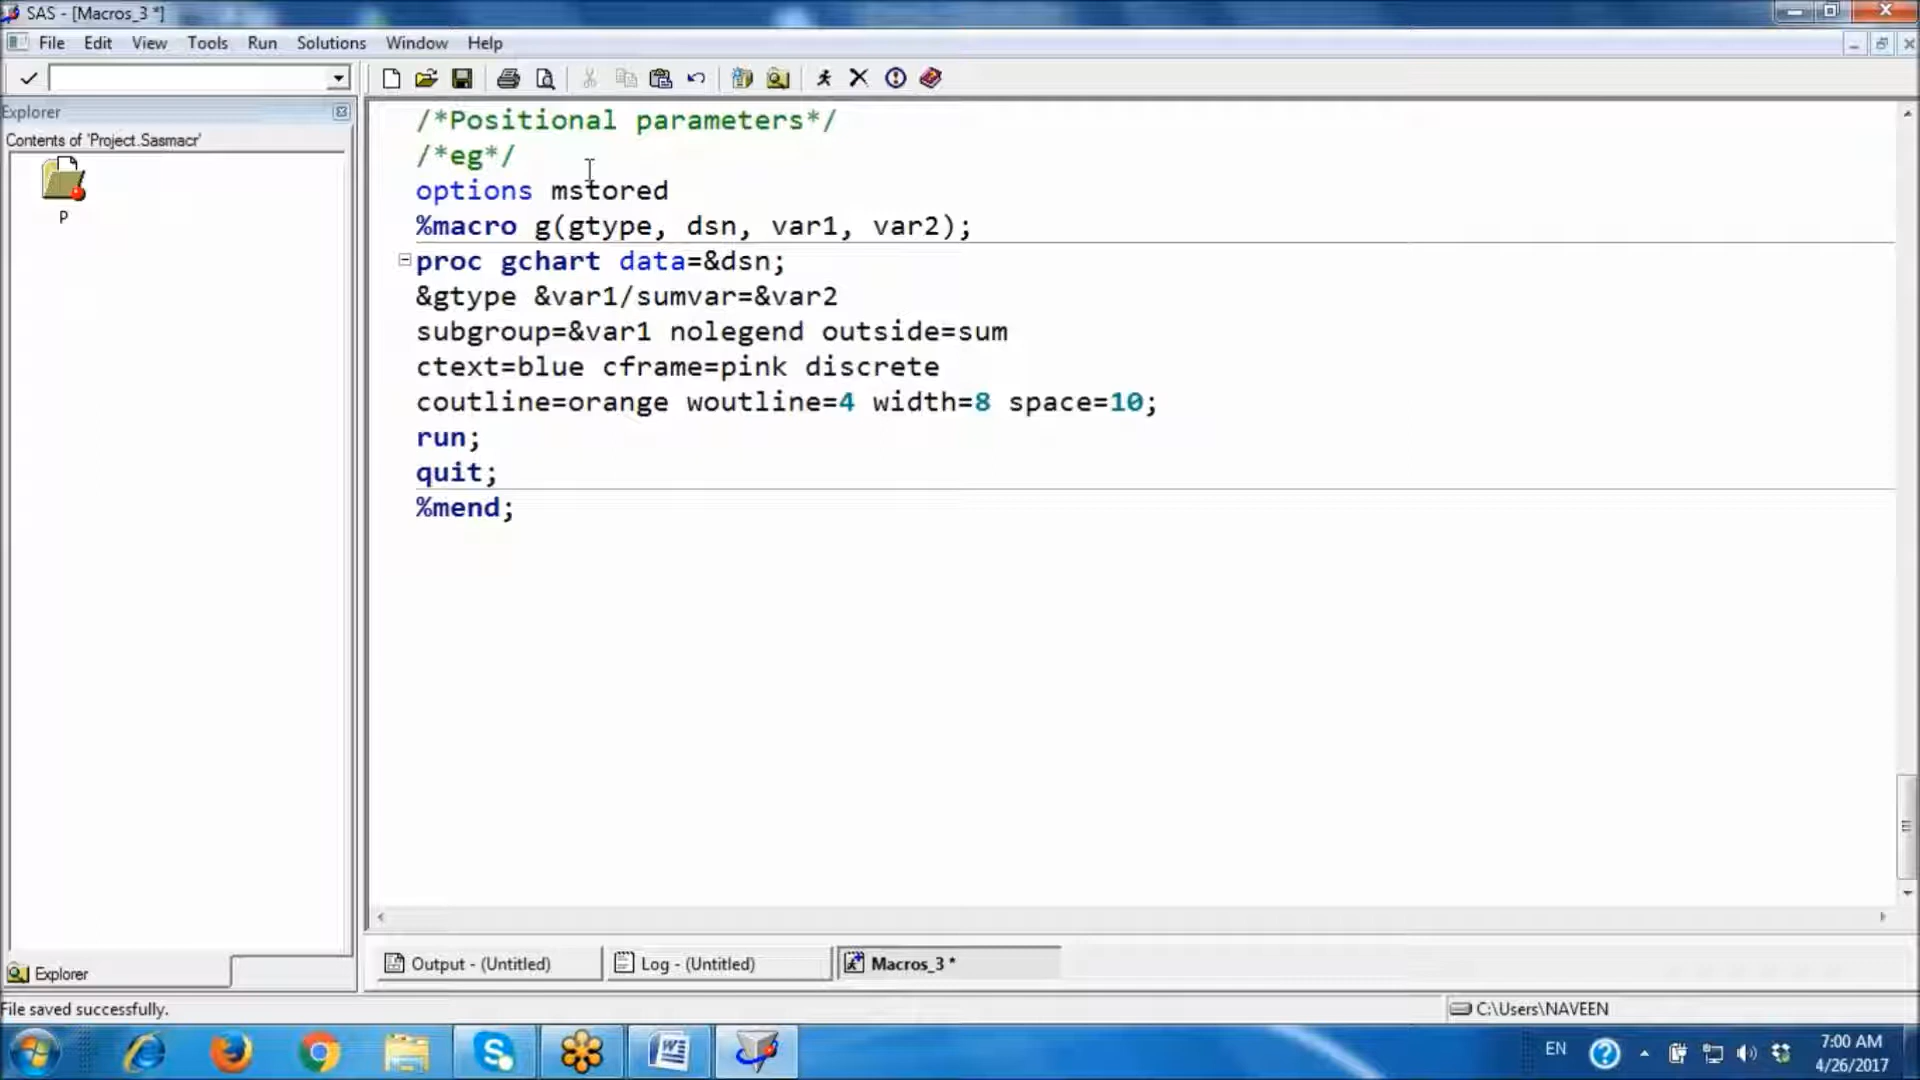 SAS - [Macros_3 *]
File Edit View Tools Run Solutions Window Help
Explorer
Contents of 'Project.Sasmacr'
P
/*Positional parameters*/
/*eg*/
options mstored
%macro g(gtype, dsn, var1, var2);
proc gchart data=&dsn;
&gtype &var1/sumvar=&var2
subgroup=&var1 nolegend outside=sum
ctext=blue cframe=pink discrete
coutline=orange woutline=4 width=8 space=10;
run;
quit;
%mend;
Explorer
Output - (Untitled) Log - (Untitled) Macros_3 *
File saved successfully.
C:\Users\NAVEEN
EN
7:00 AM
4/26/2017